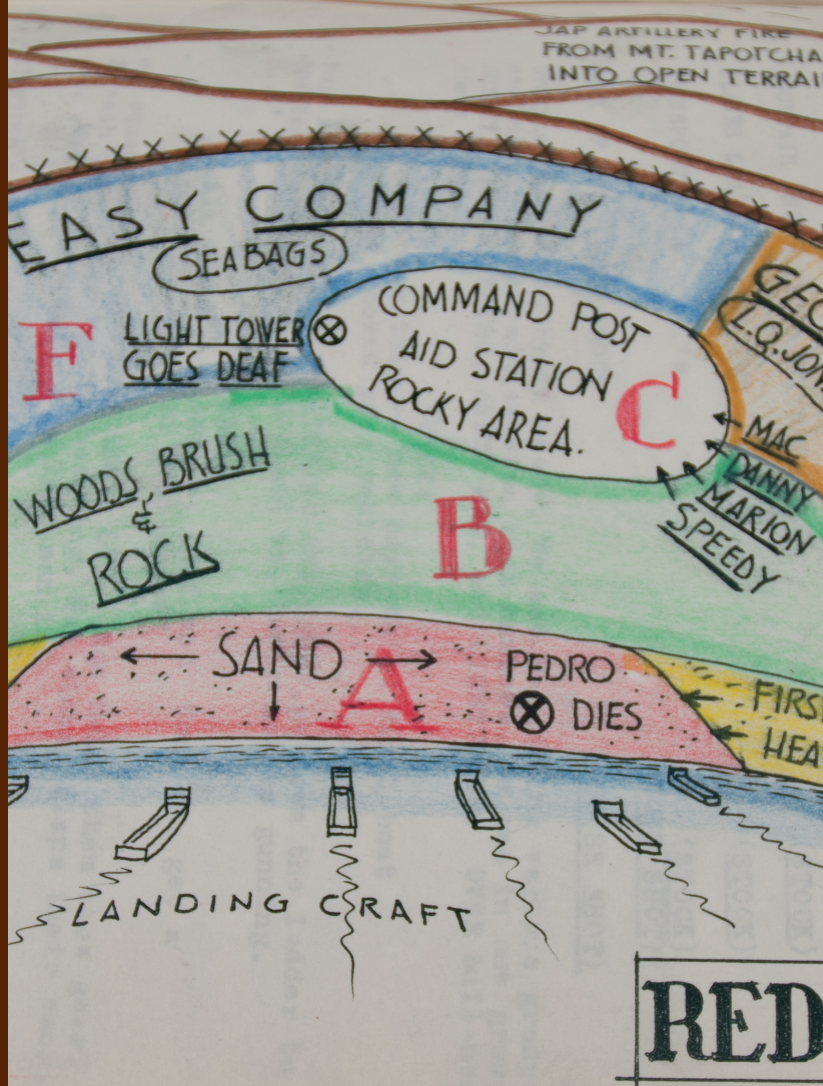 JAP ARTILLERY FIRE
FROM MT. TAPOTCHA
INTO OPEN TERRAI
EASY COMPANY
SEABAGS
GEO
L.Q. JON
LIGHT TOWER
GOES DEAF
F
COMMAND POST
AID STATION
ROCKY AREA.
C
MAC
DANNY
MARION
SPEEDY
WOODS, BRUSH
&
ROCK
B
SAND
A
PEDRO
DIES
FIRS
HEA
LANDING CRAFT
RED